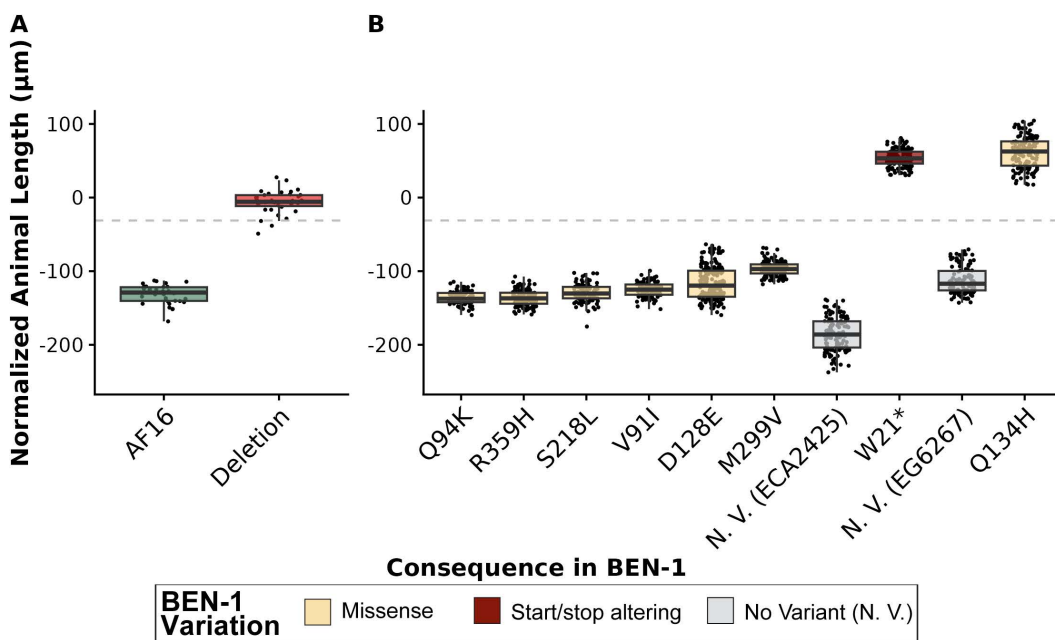 A
B
Normalized Animal Length (µm)
100
0
-100
-200
AF16
Deletion
100
0
-100
-200
Q94K
R359H
S218L
V91I
D128E
M299V
N. V. (ECA2425)
W21*
N. V. (EG6267)
Q134H
Consequence in BEN-1
BEN-1
Variation
Missense
Start/stop altering
No Variant (N. V.)